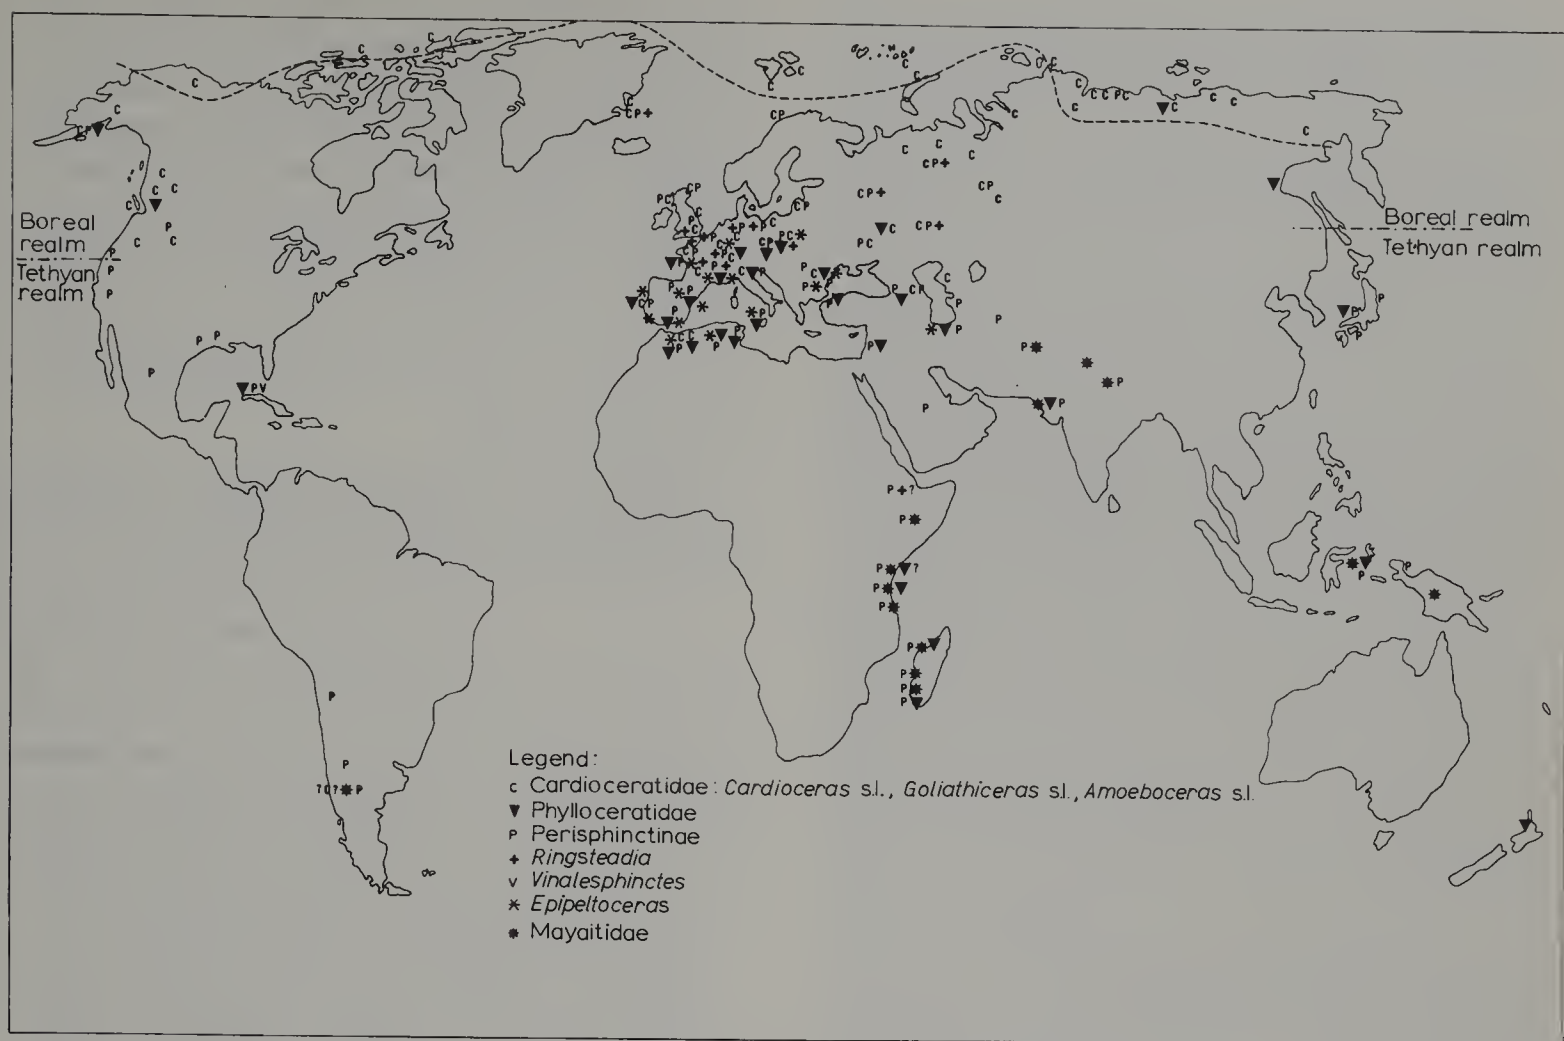 Boreal
realm
Tethyan
realm
Boreal realm
Tethyan realm
Legend:
c Cardioceratidae: Cardioceras s.l., Goliathiceras s.l., Amoeboceras s.l.
▼ Phylloceratidae
P Perisphinctinae
+ Ringsteadia
v Vinalesphinctes
* Epipeltoceras
✸ Mayaitidae